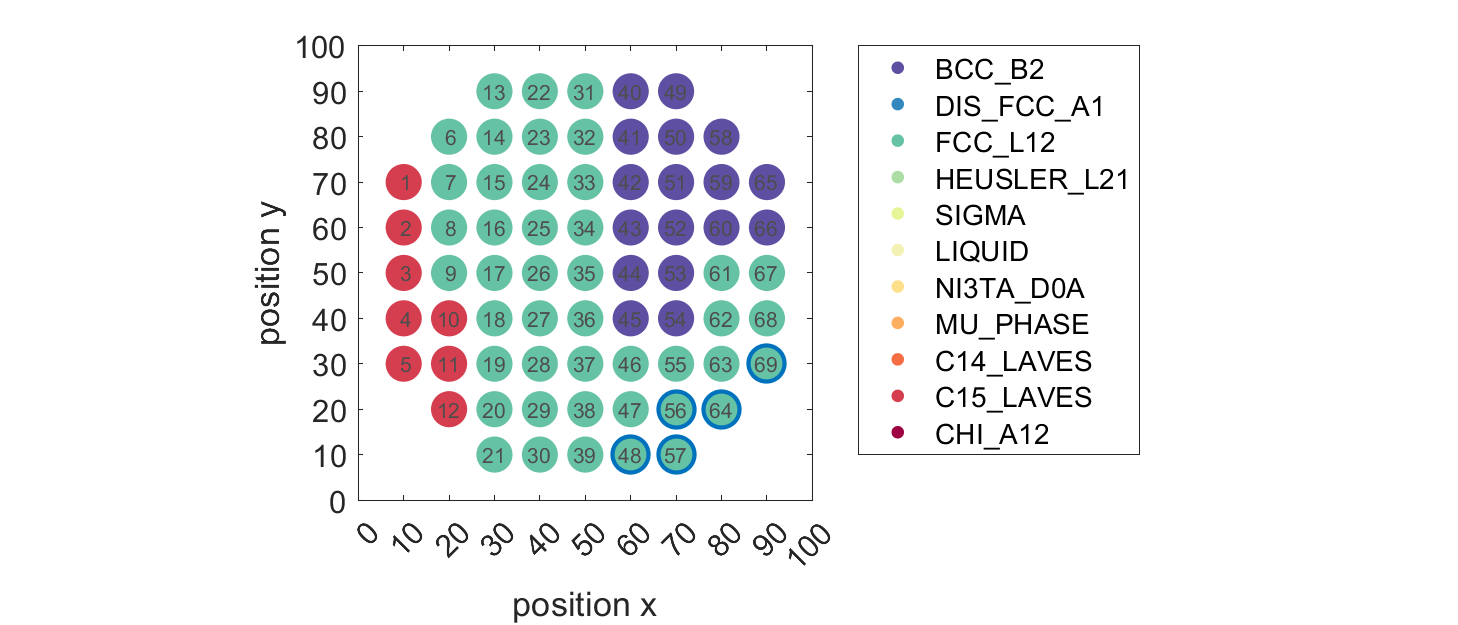 100
90 13 22 31 40 49
80 6 14 23 32 41 50 58
70 1 7 15 24 33 42 51 59 65
60 2 8 16 25 34 43 52 60 66
50 3 9 17 26 35 44 53 61 67
40 4 10 18 27 36 45 54 62 68
30 5 11 19 28 37 46 55 63 69
20 12 20 29 38 47 56 64
10 21 30 39 48 57
0
position y
0 10 20 30 40 50 60 70 80 90 100
position x
BCC_B2
DIS_FCC_A1
FCC_L12
HEUSLER_L21
SIGMA
LIQUID
NI3TA_D0A
MU_PHASE
C14_LAVES
C15_LAVES
CHI_A12